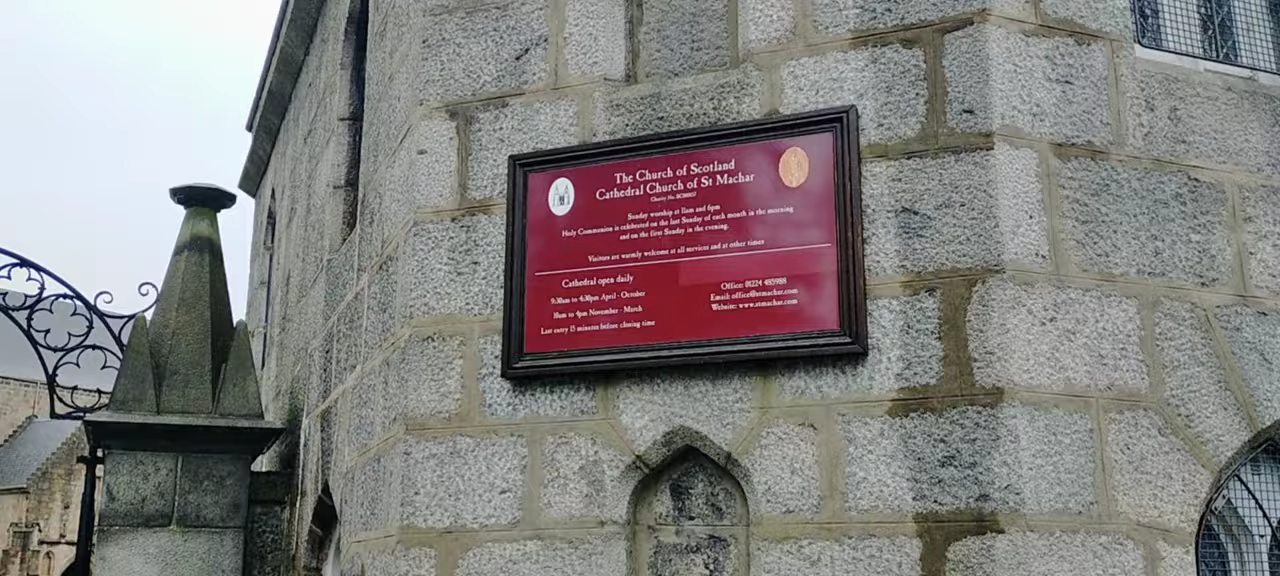 The Church of Scotland
Cathedral Church of St Machar
Charity No.
Sunday worship at 11am and 6pm
Holy Communion is celebrated on the last Sunday of each month in the morning
and on the first Sunday in the evening.
Visitors are warmly welcome at all services and at other times
Cathedral open daily
9:30am to 4:30pm April - October
10am to 4pm November - March
Last entry 15 minutes before closing time
Office: 01224 485988
Email: office@stmachar.com
Website: www.stmachar.com